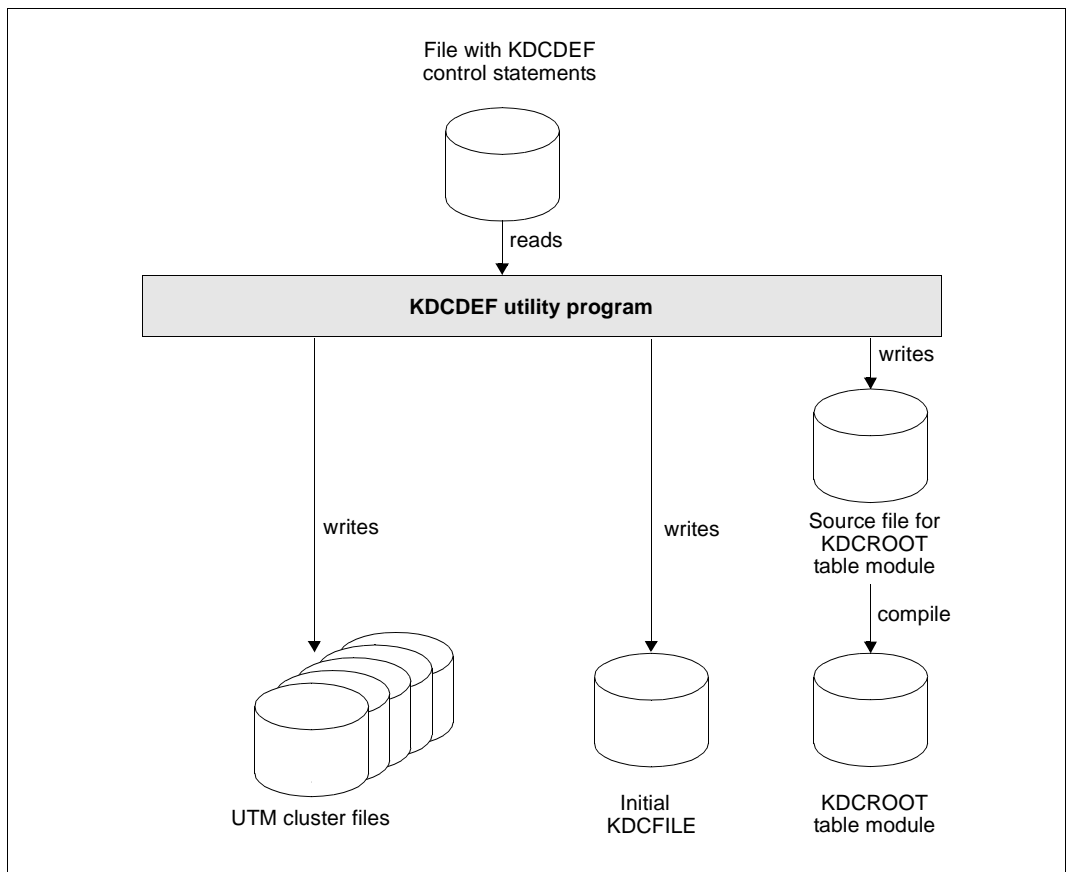 File with KDCDEF
control statements
reads
KDCDEF utility program
writes
writes
writes
Source file for
KDCROOT
table module
compile
UTM cluster files
Initial
KDCFILE
KDCROOT
table module